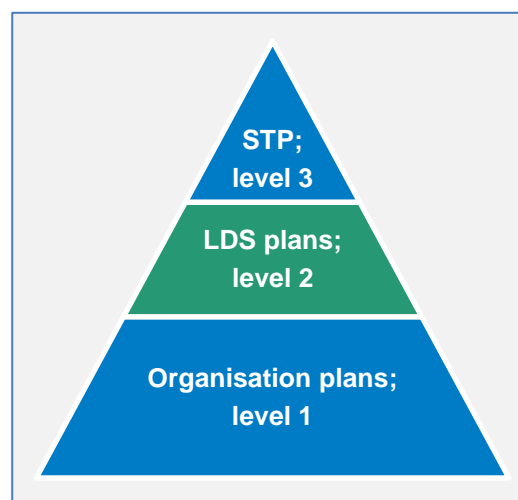 STP;
level 3
LDS plans;
level 2
Organisation plans;
level 1